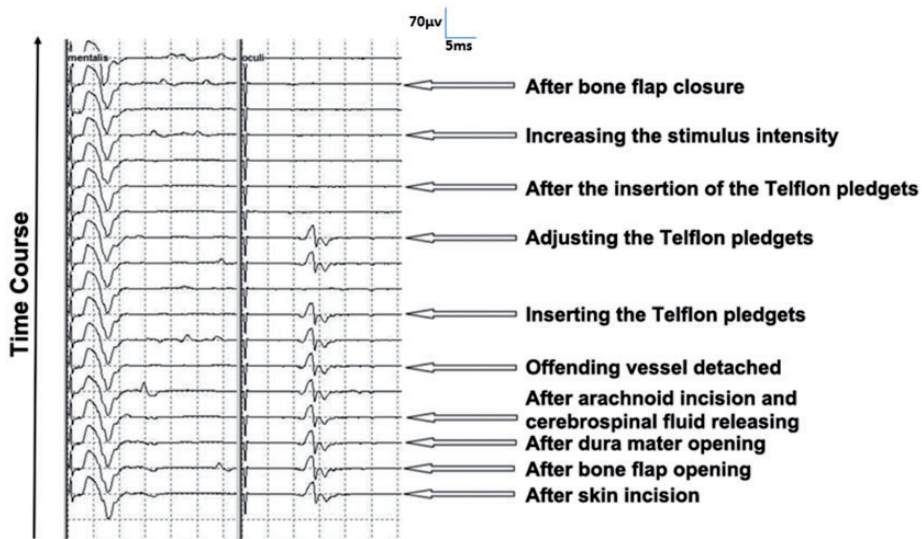 70μv
5ms
mentalis
oculi
After bone flap closure
Increasing the stimulus intensity
After the insertion of the Telflon pledgets
Adjusting the Telflon pledgets
Inserting the Telflon pledgets
Offending vessel detached
After arachnoid incision and
cerebrospinal fluid releasing
After dura mater opening
After bone flap opening
After skin incision
Time Course